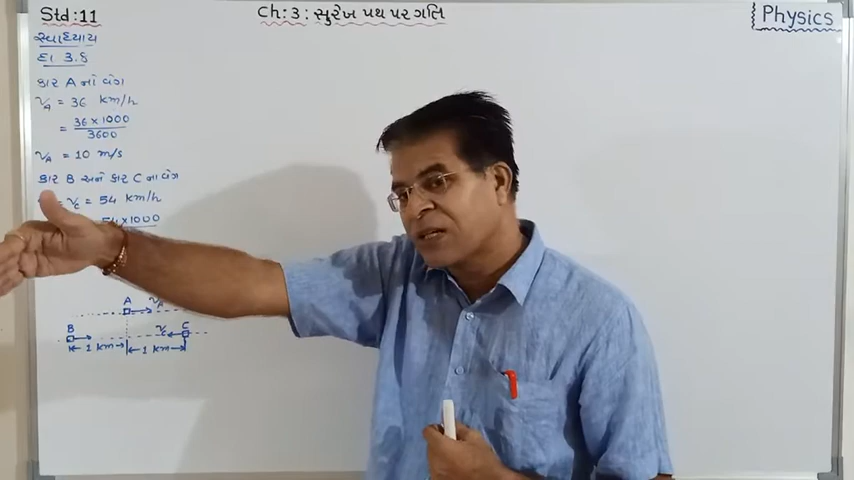 Std:11
Ch:3 : સુરેખ પથ પર ગતિ
Physics
સ્વાધ્યાય
દા 3.6
કાર A નો વેગ
v_A = 36 km/h
= 36 × 1000 / 3600
v_A = 10 m/s
કાર B અને કાર C ના વેગ
= v_C = 54 km/h
54 × 1000
A v_A
B v_C C
1 km 1 km